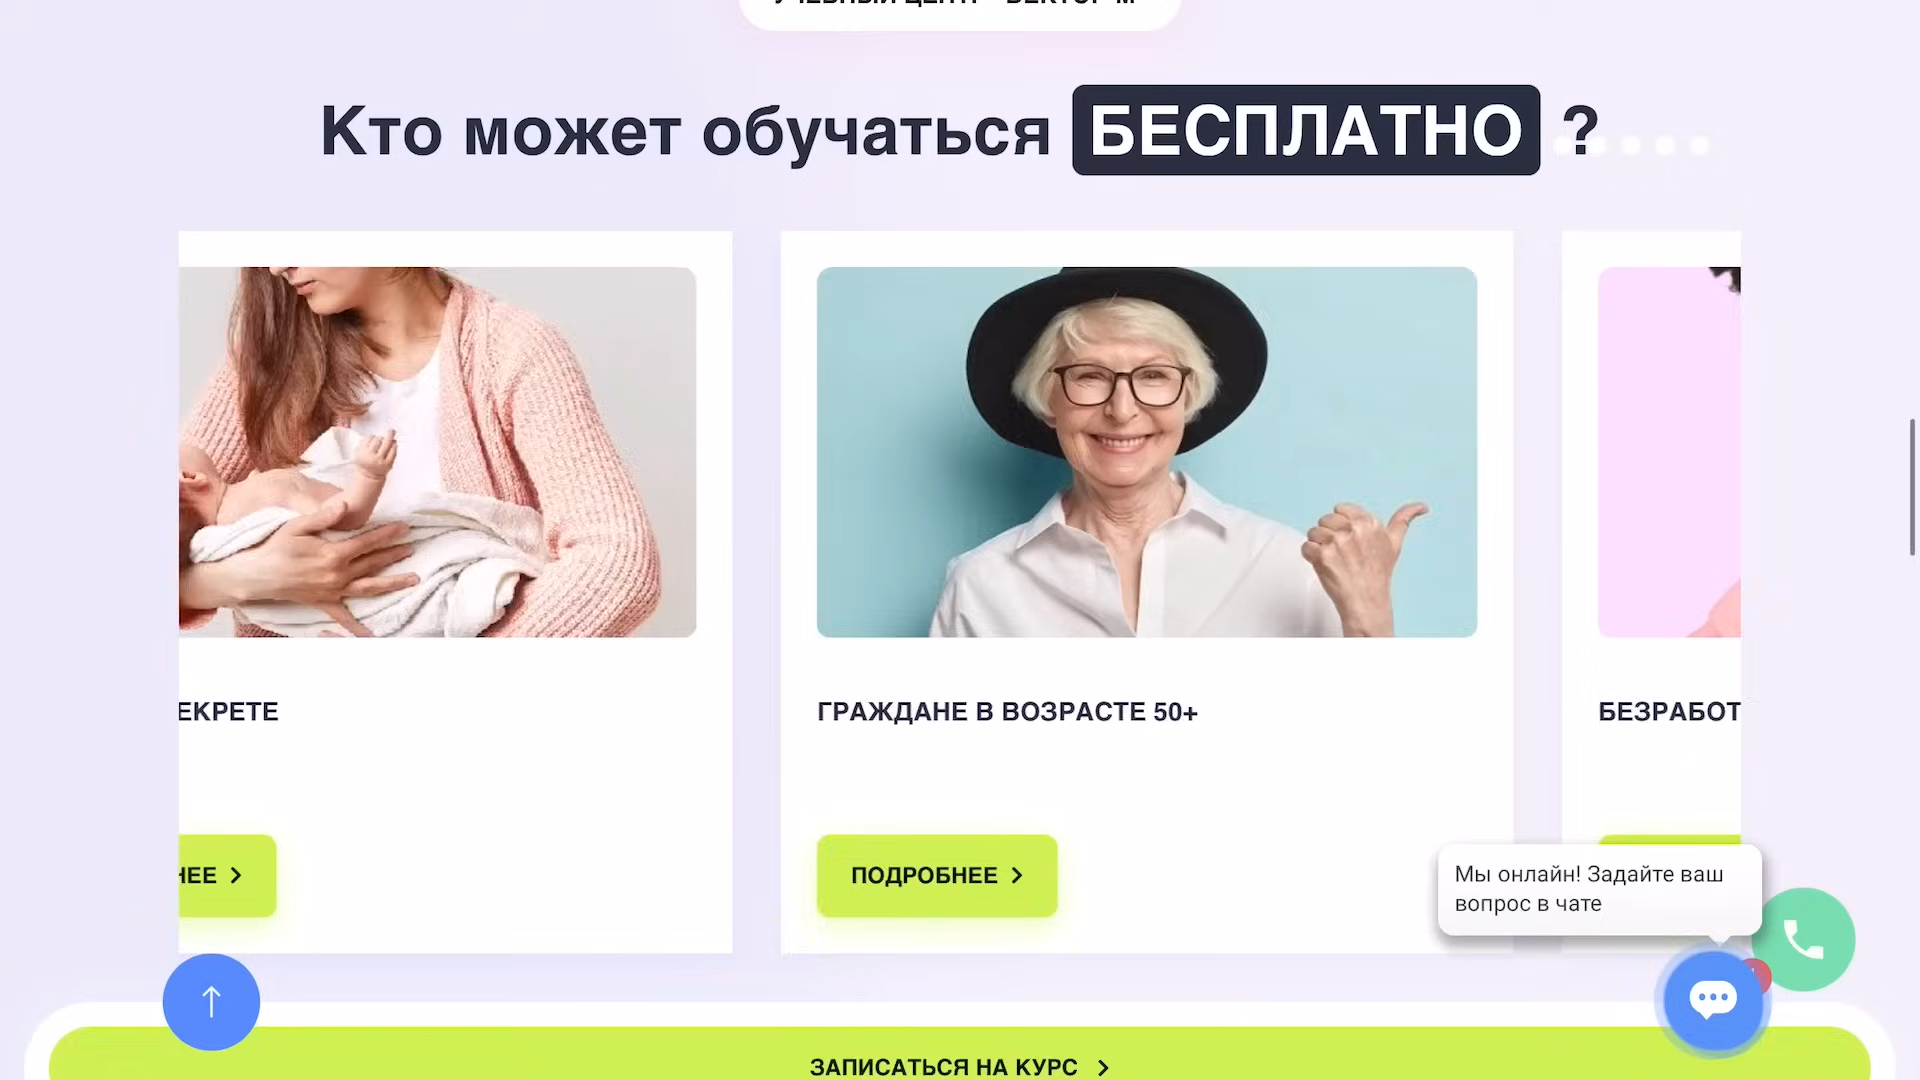 Кто может обучаться БЕСПЛАТНО ?
ЕКРЕТЕ
ГРАЖДАНЕ В ВОЗРАСТЕ 50+
БЕЗРАБОТ
НЕЕ
ПОДРОБНЕЕ
Мы онлайн! Задайте ваш
вопрос в чате
ЗАПИСАТЬСЯ НА КУРС